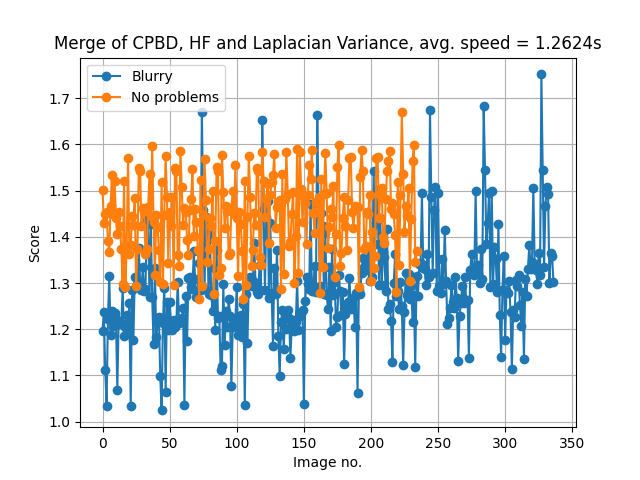 Merge of CPBD, HF and Laplacian Variance, avg. speed = 1.2624s
Blurry
No problems
1.7
1.6
1.5
1.4
1.3
1.2
1.1
1.0
Score
0 50 100 150 200 250 300 350
Image no.